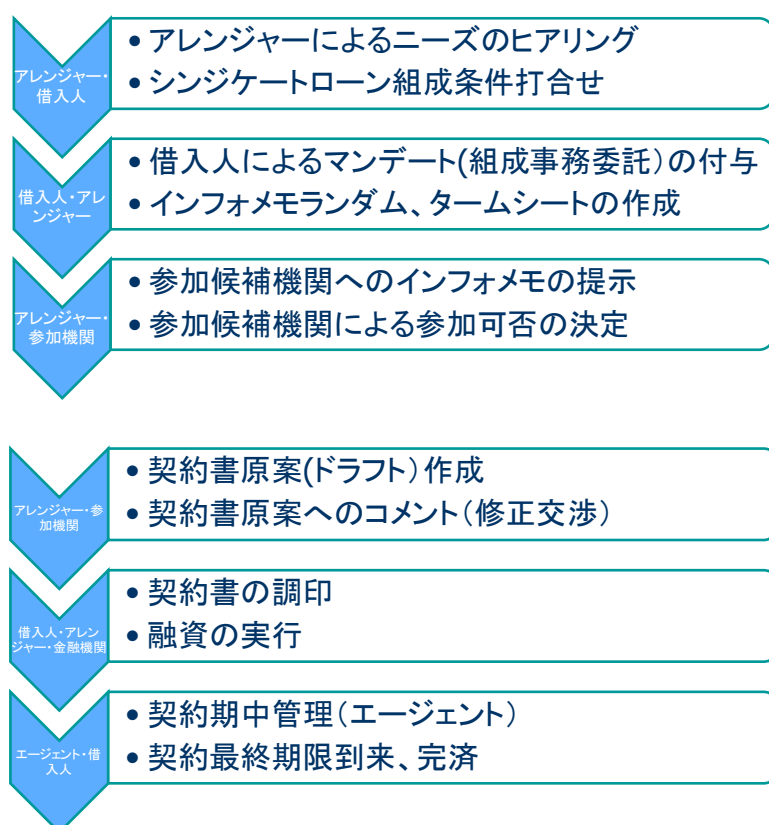 アレンジャー・
借入人
• アレンジャーによるニーズのヒアリング
• シンジケートローン組成条件打合せ
借入人・アレ
ンジャー
• 借入人によるマンデート(組成事務委託）の付与
• インフォメモランダム、タームシートの作成
アレンジャー・
参加機関
• 参加候補機関へのインフォメモの提示
• 参加候補機関による参加可否の決定
アレンジャー・参
加機関
• 契約書原案(ドラフト）作成
• 契約書原案へのコメント（修正交渉）
借入人・アレン
ジャー・金融機関
• 契約書の調印
• 融資の実行
エージェント・借
入人
• 契約期中管理（エージェント）
• 契約最終期限到来、完済